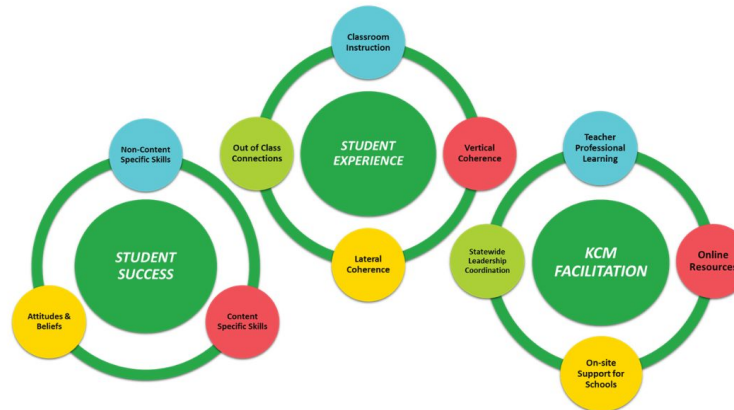 Non-Content
Specific Skills
STUDENT
SUCCESS
Attitudes &
Beliefs
Content
Specific Skills
Classroom
Instruction
Out of Class
Connections
STUDENT
EXPERIENCE
Vertical
Coherence
Lateral
Coherence
Teacher
Professional
Learning
Statewide
Leadership
Coordination
KCM
FACILITATION
Online
Resources
On-site
Support for
Schools